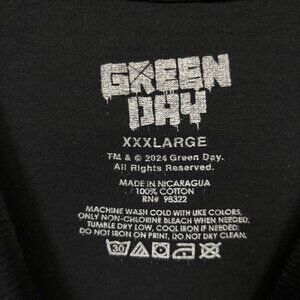 GREEN
DAY
XXXLARGE
TM & © 2024 Green Day.
All Rights Reserved.
MADE IN NICARAGUA
100% COTTON
RN# 98322
MACHINE WASH COLD WITH LIKE COLORS,
ONLY NON-CHLORINE BLEACH WHEN NEEDED,
TUMBLE DRY LOW, COOL IRON IF NEEDED.
DO NOT IRON ON PRINT, DO NOT DRY CLEAN.
30